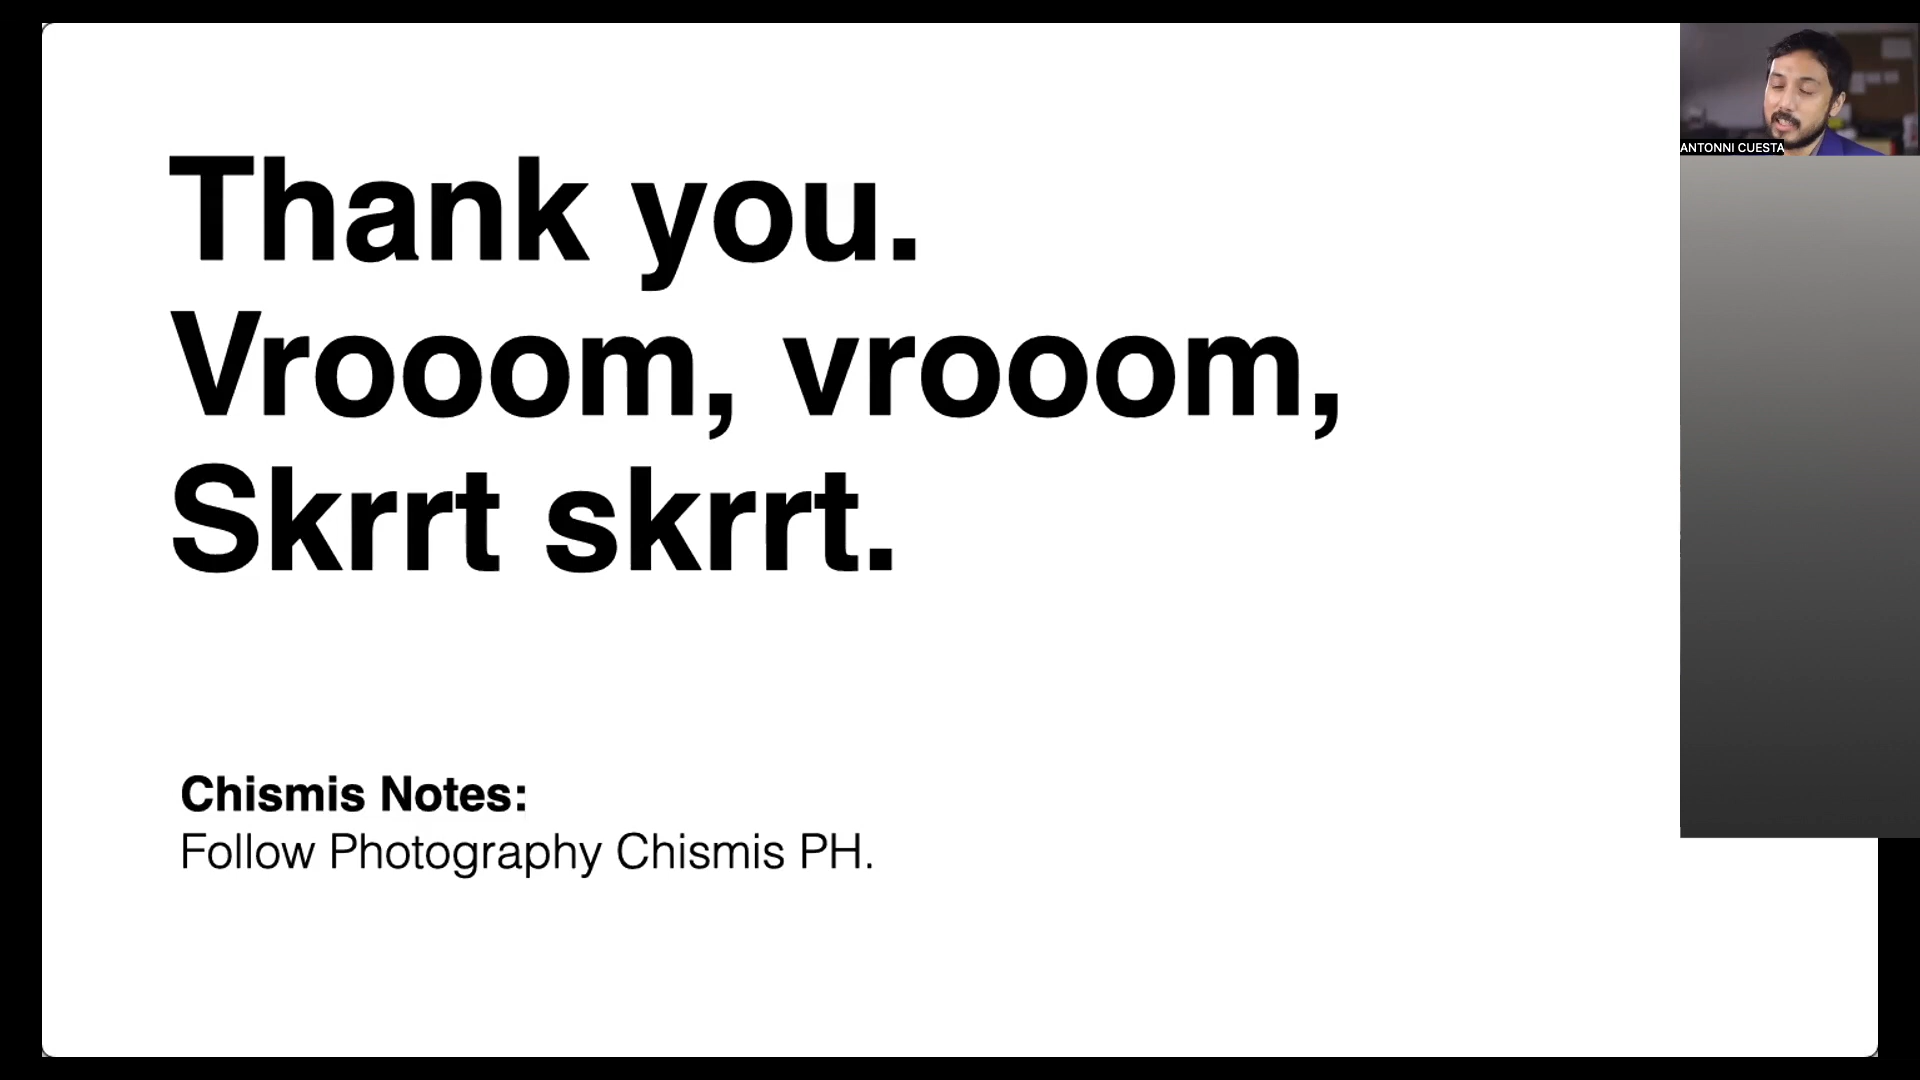 Thank you.
Vrooom, vrooom,
Skrrt skrrt.
Chismis Notes:
Follow Photography Chismis PH.
ANTONNI CUESTA